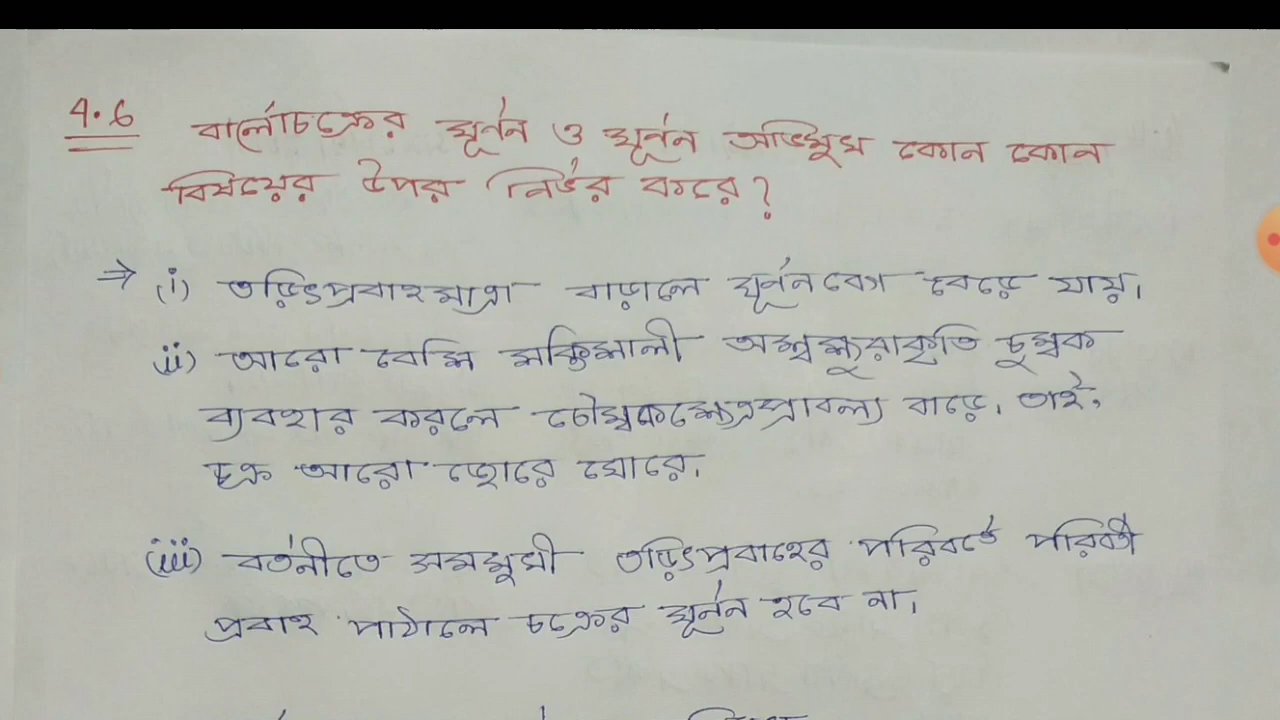 4.6 বার্লোচক্রের ঘূর্ণন ও ঘূর্ণন অভিমুখ কোন কোন
বিষয়ের উপর নির্ভর করে?
⇒ (i) তড়িৎপ্রবাহমাত্রা বাড়ালে ঘূর্ণনবেগ বেড়ে যায়।
(ii) আরো বেশি শক্তিশালী অশ্বক্ষুরাকৃতি চুম্বক
ব্যবহার করলে চৌম্বকক্ষেত্রপ্রাবল্য বাড়ে। তাই,
চক্র আরো জোরে ঘোরে।
(iii) বর্তনীতে সমমুখী তড়িৎপ্রবাহের পরিবর্তে পরিবর্তী
প্রবাহ পাঠালে চক্রের ঘূর্ণন হবে না।